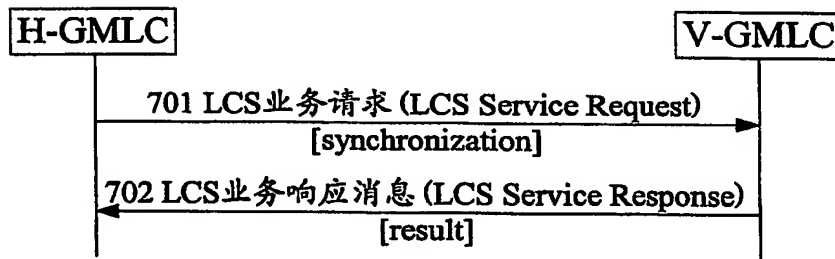 H-GMLC
V-GMLC
701 LCS业务请求 (LCS Service Request)
[synchronization]
702 LCS业务响应消息 (LCS Service Response)
[result]